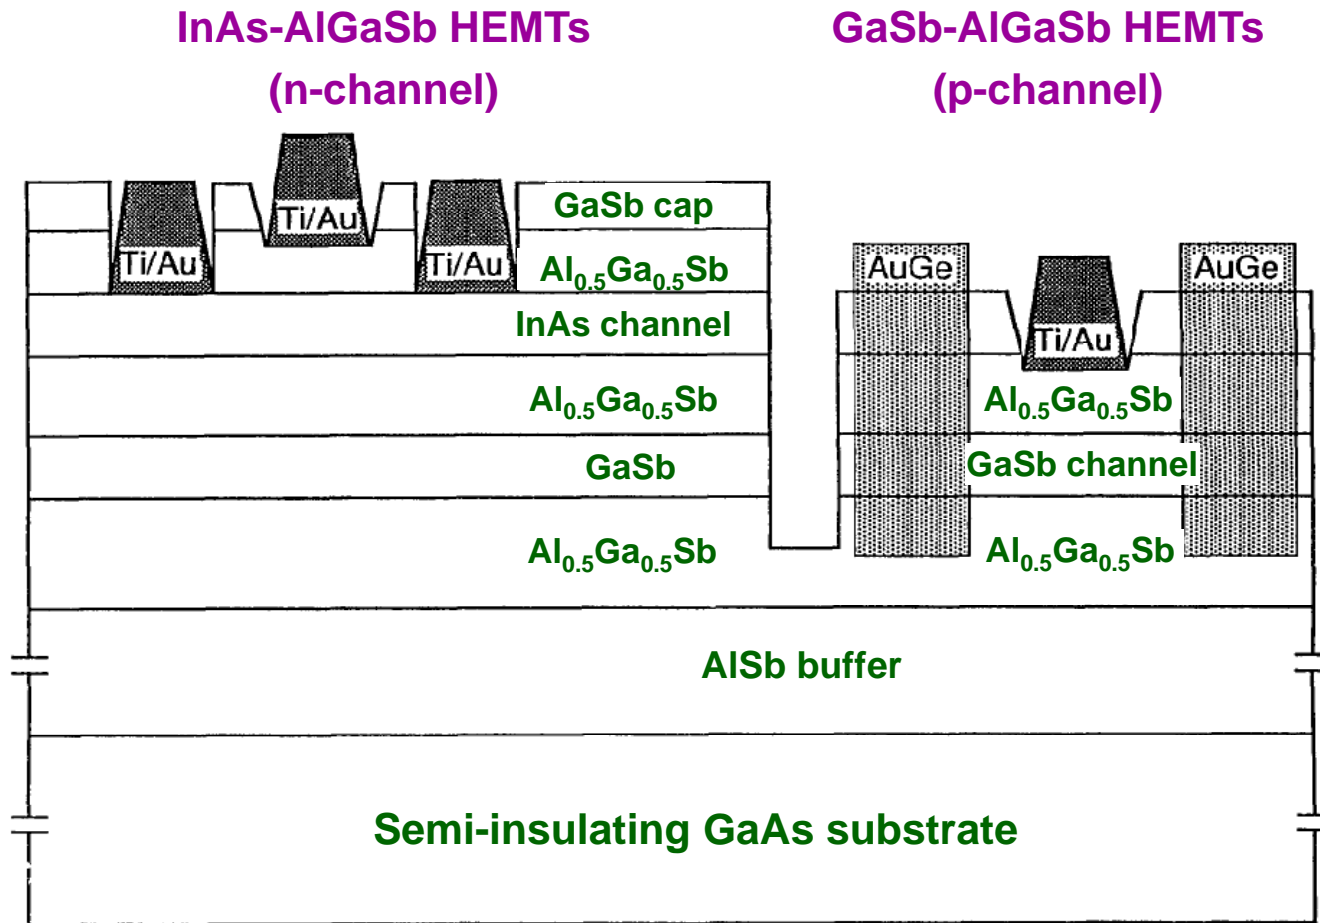 InAs-AlGaSb HEMTs
(n-channel)
GaSb-AlGaSb HEMTs
(p-channel)
Ti/Au
Ti/Au
Ti/Au
GaSb cap
Al0.5Ga0.5Sb
InAs channel
Al0.5Ga0.5Sb
GaSb
Al0.5Ga0.5Sb
AuGe
AuGe
Ti/Au
Al0.5Ga0.5Sb
GaSb channel
Al0.5Ga0.5Sb
AlSb buffer
Semi-insulating GaAs substrate